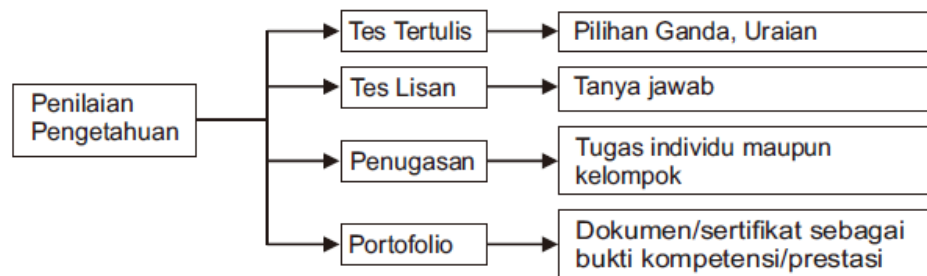 Penilaian
Pengetahuan
Tes Tertulis
Pilihan Ganda, Uraian
Tes Lisan
Tanya jawab
Penugasan
Tugas individu maupun
kelompok
Portofolio
Dokumen/sertifikat sebagai
bukti kompetensi/prestasi